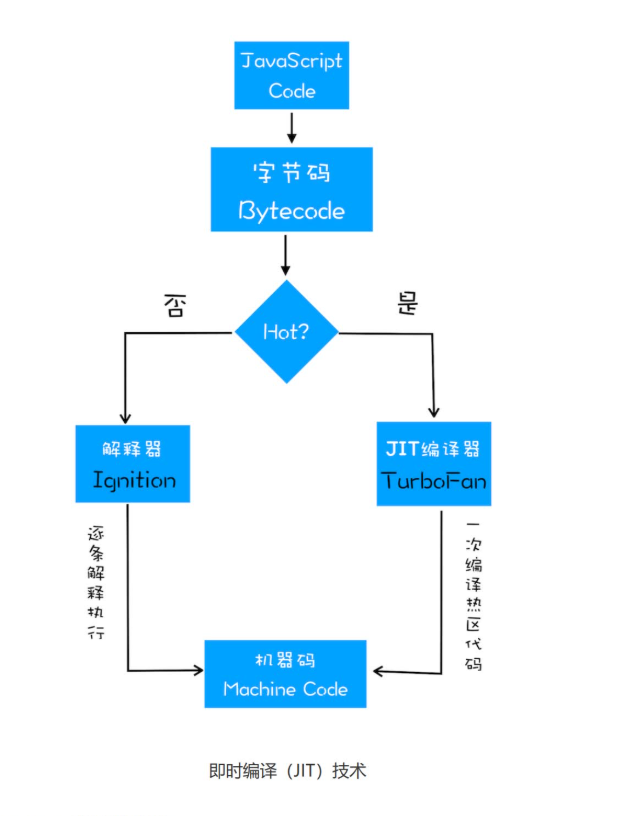 JavaScript
Code
字节码
Bytecode
否
是
Hot?
解释器
Ignition
JIT编译器
TurboFan
逐条解释执行
一次编译热区代码
机器码
Machine Code
即时编译（JIT）技术